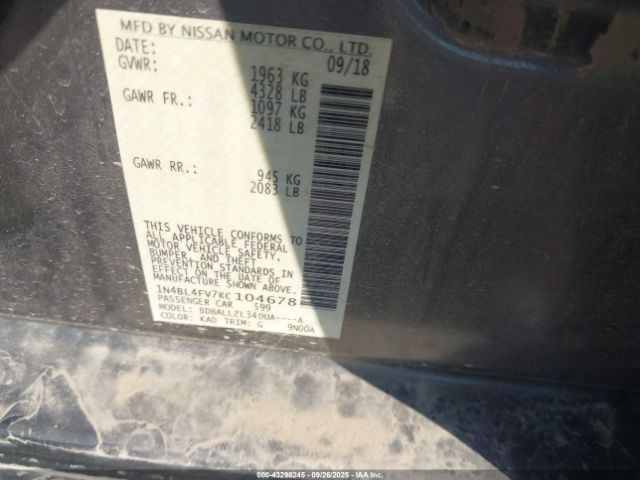 MFD BY NISSAN MOTOR CO., LTD.
DATE: 09/18
GVWR: 1963 KG
4328 LB
GAWR FR.: 1097 KG
2418 LB
GAWR RR.: 945 KG
2083 LB
THIS VEHICLE CONFORMS TO
ALL APPLICABLE FEDERAL
MOTOR VEHICLE SAFETY,
BUMPER, AND THEFT
PREVENTION STANDARDS IN
EFFECT ON THE DATE OF
MANUFACTURE SHOWN ABOVE.
1N4BL4FV7KC104678
PASSENGER CAR 599
MODEL: BDBALLZL34DUA----A
COLOR: KAD TRIM: G 9N00A
000-43298245 - 09/26/2025 - IAA Inc.